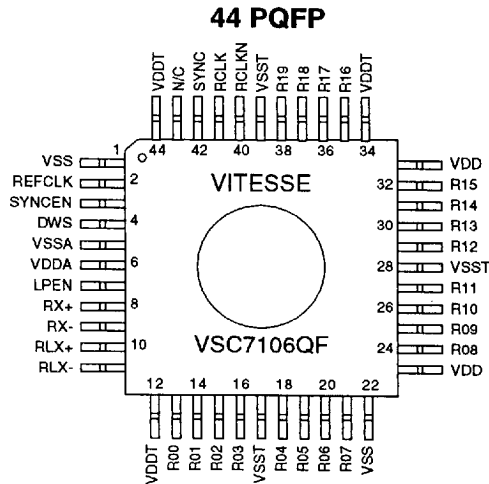 44 PQFP
VDDT N/C SYNC RCLK RCLKN VSST R19 R18 R17 R16 VDDT
44 42 40 38 36 34
1
VSS
REFCLK 2
SYNCEN
DWS 4
VSSA
VDDA 6
LPEN
RX+ 8
RX-
RLX+ 10
RLX-
VITESSE
VSC7106QF
VDD
32 R15
R14
30 R13
R12
28 VSST
R11
26 R10
R09
24 R08
VDD
12 14 16 18 20 22
VDDT R00 R01 R02 R03 VSST R04 R05 R06 R07 VSS